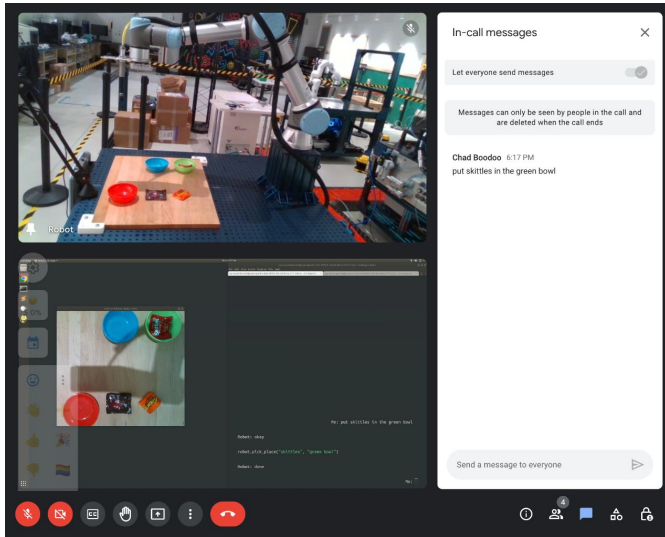 In-call messages
Let everyone send messages
Messages can only be seen by people in the call and
are deleted when the call ends
Chad Boodoo 6:17 PM
put skittles in the green bowl
Robot
0%
Me: put skittles in the green bowl
Robot: okay
robot.pick_place("skittles", "green bowl")
Robot: done
Me:
Send a message to everyone
CC
4